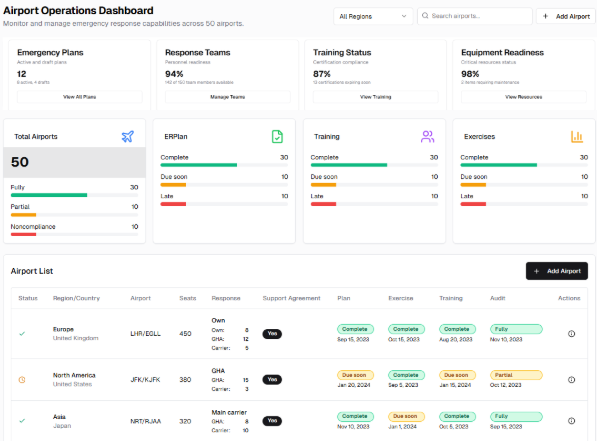 Airport Operations Dashboard
Monitor and manage emergency response capabilities across 50 airports.
All Regions
Search airports...
+ Add Airport
Emergency Plans
Active and draft plans
12
8 active, 4 drafts
View All Plans
Response Teams
Personnel readiness
94%
142 of 150 team members available
Manage Teams
Training Status
Certification compliance
87%
12 certifications expiring soon
View Training
Equipment Readiness
Critical resources status
98%
2 items requiring maintenance
View Resources
Total Airports
50
Fully 30
Partial 10
Noncompliance 10
ERPlan
Complete 30
Due soon 10
Late 10
Training
Complete 30
Due soon 10
Late 10
Exercises
Complete 30
Due soon 10
Late 10
Airport List
+ Add Airport
Status Region/Country Airport Seats Response Support Agreement Plan Exercise Training Audit Actions
Europe
United Kingdom
LHR/EGLL
450
Own
Own: 8
GHA: 12
Carrier: 5
Yes
Complete
Sep 15, 2023
Complete
Oct 15, 2023
Complete
Aug 20, 2023
Fully
Nov 10, 2023
North America
United States
JFK/KJFK
380
GHA
GHA: 15
Carrier: 3
Yes
Due soon
Jan 20, 2024
Complete
Sep 5, 2023
Due soon
Jan 15, 2024
Partial
Oct 12, 2023
Asia
Japan
NRT/RJAA
320
Main carrier
GHA: 8
Carrier: 10
Yes
Complete
Nov 10, 2023
Due soon
Jan 1, 2024
Complete
Oct 5, 2023
Fully
Sep 15, 2023